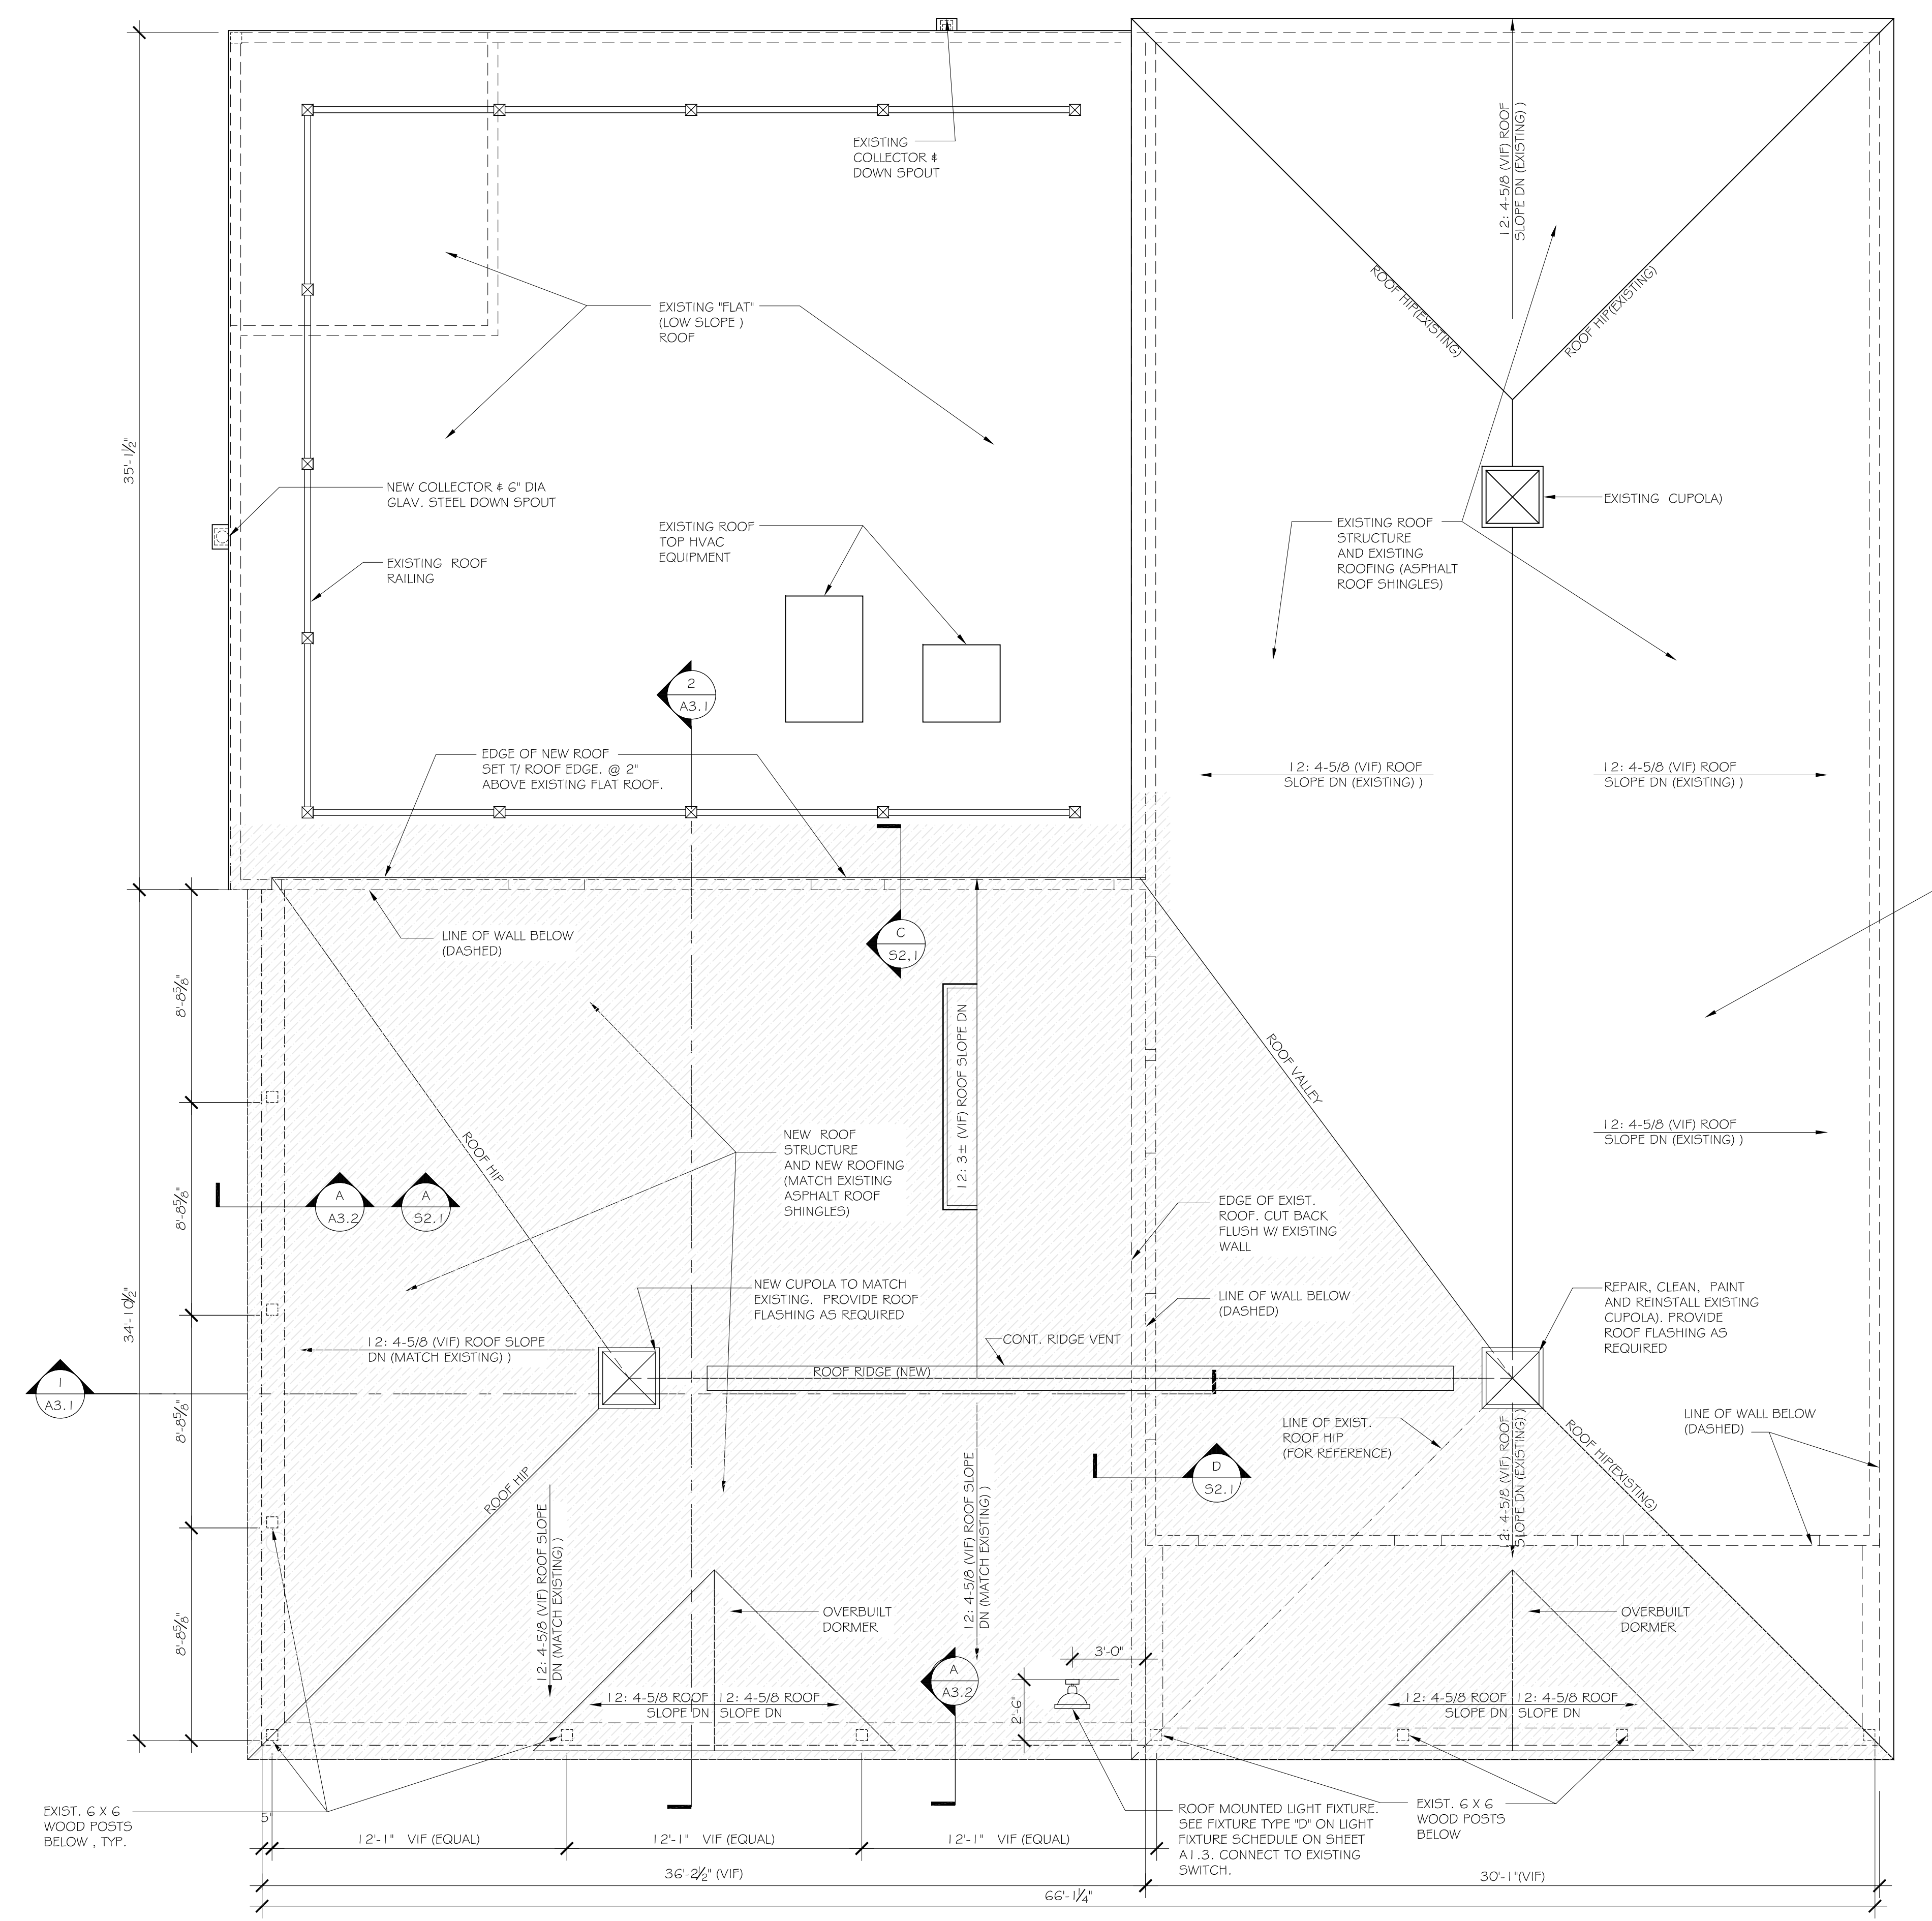 EXISTING
COLLECTOR &
DOWN SPOUT
12: 4-5/8 (VIF) ROOF
SLOPE DN (EXISTING) )
ROOF HIP(EXISTING)
ROOF HIP(EXISTING)
EXISTING "FLAT"
(LOW SLOPE )
ROOF
35'-1½"
NEW COLLECTOR & 6" DIA
GLAV. STEEL DOWN SPOUT
EXISTING ROOF
RAILING
EXISTING ROOF
TOP HVAC
EQUIPMENT
EXISTING CUPOLA)
EXISTING ROOF
STRUCTURE
AND EXISTING
ROOFING (ASPHALT
ROOF SHINGLES)
2
A3.1
EDGE OF NEW ROOF
SET T/ ROOF EDGE. @ 2"
ABOVE EXISTING FLAT ROOF.
12: 4-5/8 (VIF) ROOF
SLOPE DN (EXISTING) )
12: 4-5/8 (VIF) ROOF
SLOPE DN (EXISTING) )
LINE OF WALL BELOW
(DASHED)
C
S2,1
8'-8⅝"
12: 3± (VIF) ROOF SLOPE DN
ROOF VALLEY
ROOF HIP
NEW ROOF
STRUCTURE
AND NEW ROOFING
(MATCH EXISTING
ASPHALT ROOF
SHINGLES)
12: 4-5/8 (VIF) ROOF
SLOPE DN (EXISTING) )
8'-8⅝"
A
A3.2
A
S2.1
EDGE OF EXIST.
ROOF. CUT BACK
FLUSH W/ EXISTING
WALL
34'-10½"
NEW CUPOLA TO MATCH
EXISTING. PROVIDE ROOF
FLASHING AS REQUIRED
LINE OF WALL BELOW
(DASHED)
REPAIR, CLEAN, PAINT
AND REINSTALL EXISTING
CUPOLA). PROVIDE
ROOF FLASHING AS
REQUIRED
12: 4-5/8 (VIF) ROOF SLOPE
DN (MATCH EXISTING) )
CONT. RIDGE VENT
ROOF RIDGE (NEW)
1
A3.1
8'-8⅝"
LINE OF EXIST.
ROOF HIP
(FOR REFERENCE)
LINE OF WALL BELOW
(DASHED)
ROOF HIP
D
S2.1
12: 4-5/8 (VIF) ROOF
SLOPE DN (EXISTING) )
ROOF HIP(EXISTING)
12: 4-5/8 (VIF) ROOF SLOPE
DN (MATCH EXISTING) )
12: 4-5/8 (VIF) ROOF SLOPE
DN (MATCH EXISTING) )
8'-8⅝"
OVERBUILT
DORMER
OVERBUILT
DORMER
3'-0"
2'-6"
A
A3.2
12: 4-5/8 ROOF
SLOPE DN
12: 4-5/8 ROOF
SLOPE DN
12: 4-5/8 ROOF
SLOPE DN
12: 4-5/8 ROOF
SLOPE DN
EXIST. 6 X 6
WOOD POSTS
BELOW , TYP.
5"
ROOF MOUNTED LIGHT FIXTURE.
SEE FIXTURE TYPE "D" ON LIGHT
FIXTURE SCHEDULE ON SHEET
A1.3. CONNECT TO EXISTING
SWITCH.
EXIST. 6 X 6
WOOD POSTS
BELOW
12'-1" VIF (EQUAL)
12'-1" VIF (EQUAL)
12'-1" VIF (EQUAL)
36'-2½" (VIF)
30'-1"(VIF)
66'-1¼"